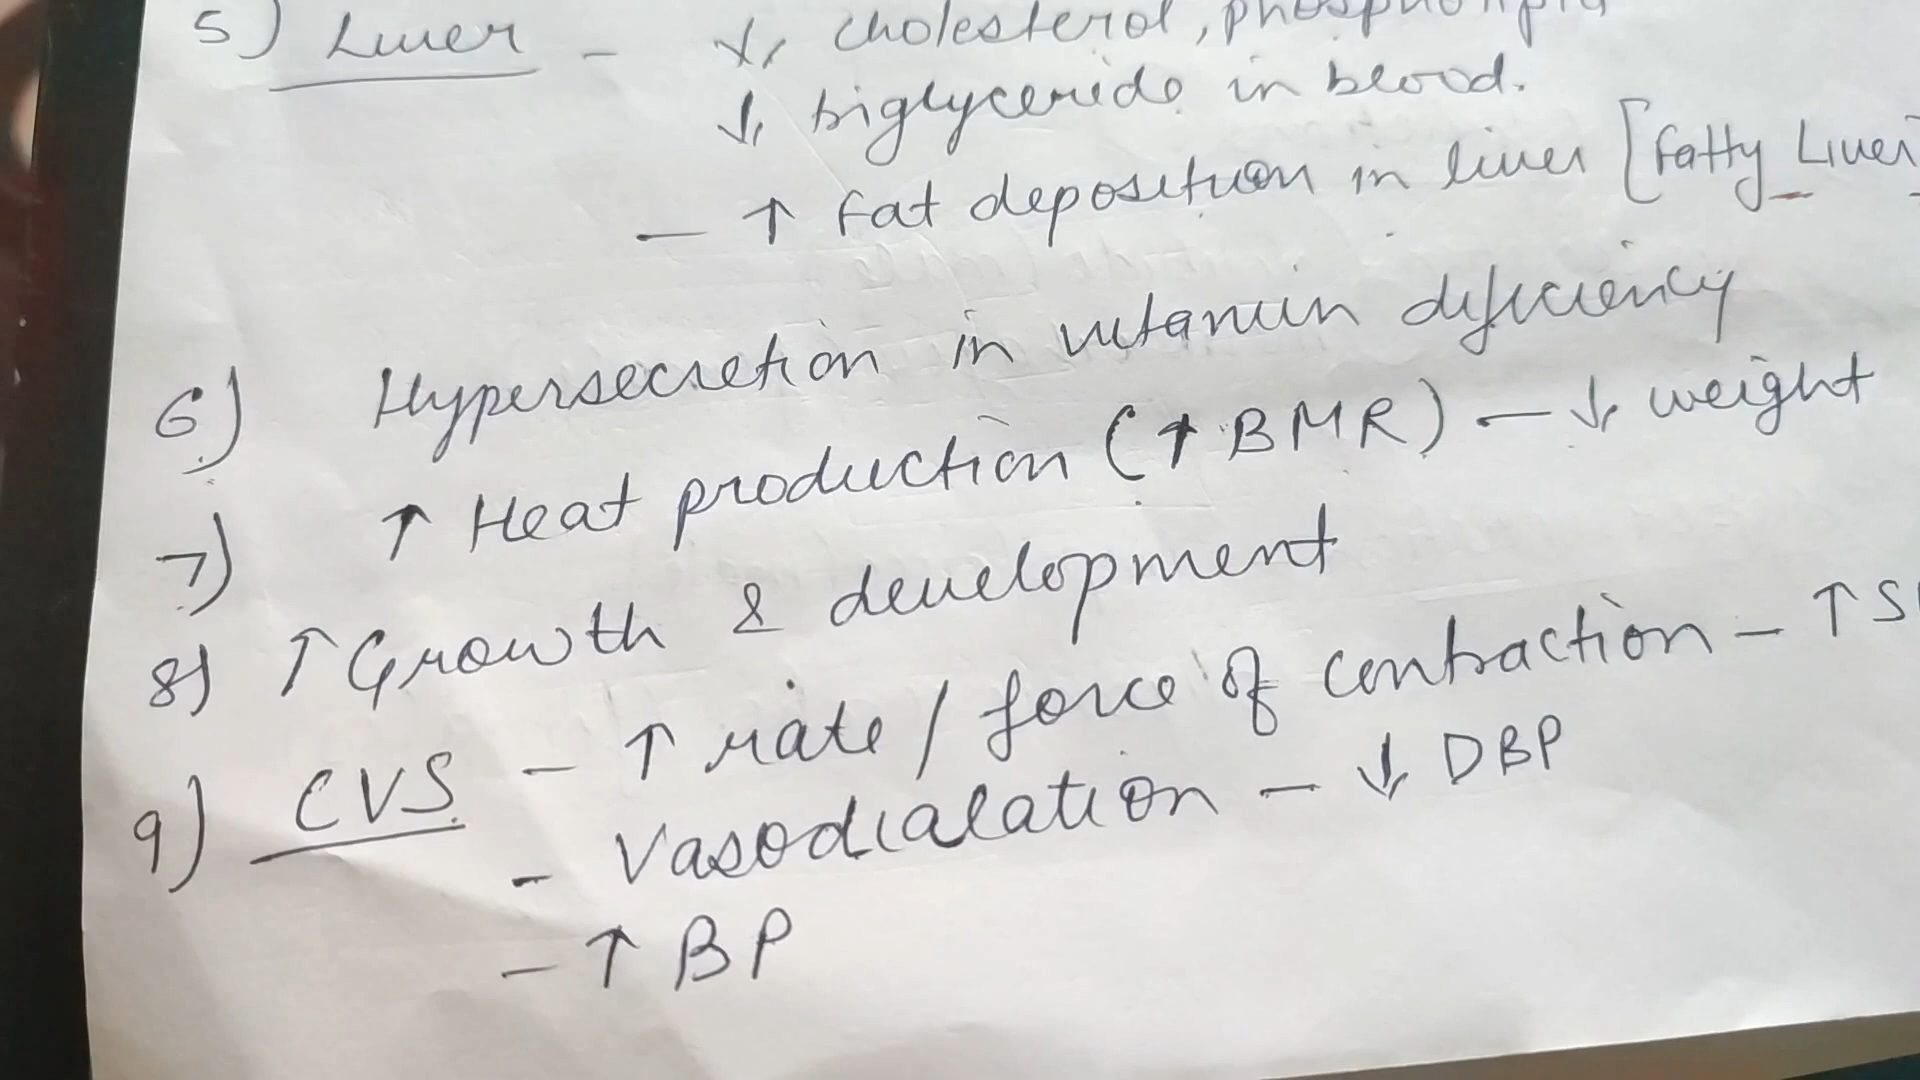 5) Liver - ↓ cholesterol, phospholipid
↓ triglyceride in blood.
- ↑ Fat deposition in liver [Fatty Liver]
6) Hypersecretion in vitamin deficiency
7) ↑ Heat production (↑ BMR) - ↓ weight
8) ↑ Growth & development
9) CVS - ↑ rate / force of contraction - ↑ S
- Vasodialation - ↓ DBP
- ↑ BP